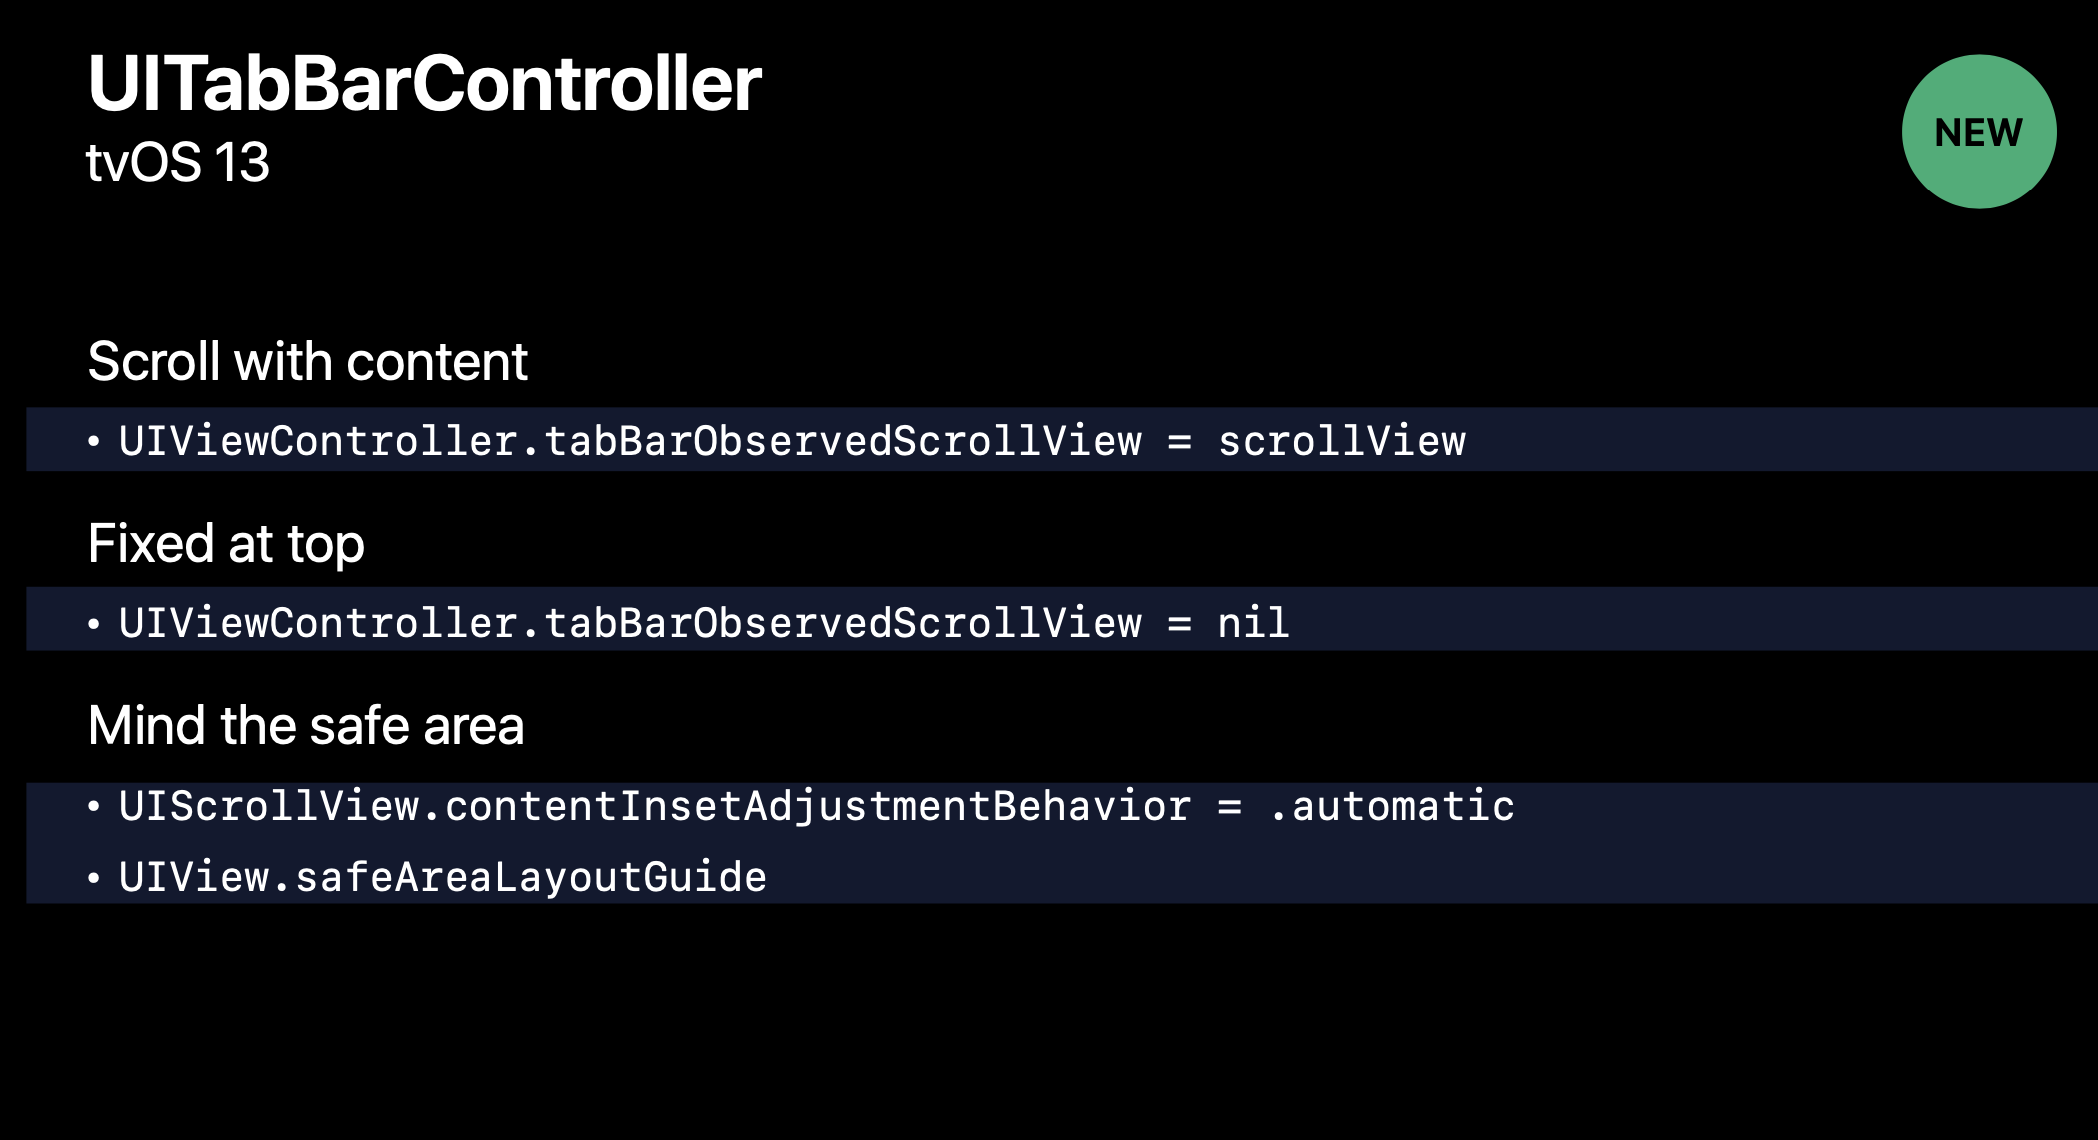 UITabBarController
tvOS 13
NEW
Scroll with content
• UIViewController.tabBarObservedScrollView = scrollView
Fixed at top
• UIViewController.tabBarObservedScrollView = nil
Mind the safe area
• UIScrollView.contentInsetAdjustmentBehavior = .automatic
• UIView.safeAreaLayoutGuide